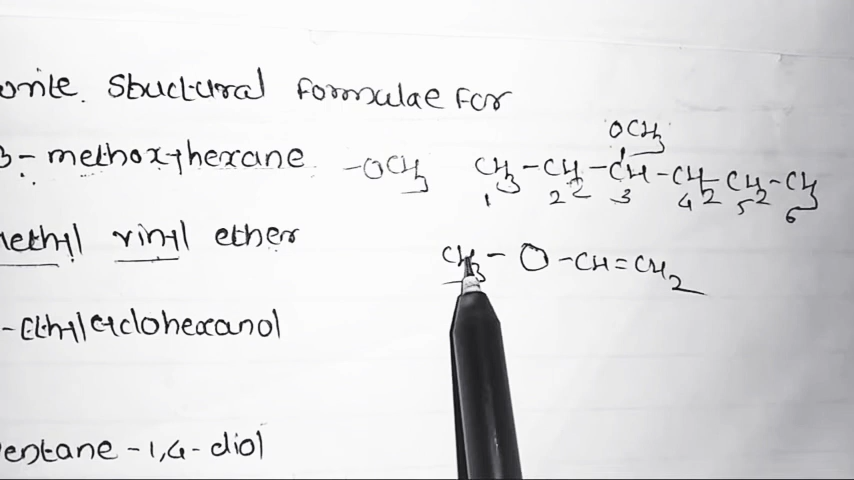 write. Structural Formulae For
3-methoxyhexane -OCH3 CH3-CH2-CH-CH2-CH2-CH3
OCH3
1 2 3 4 5 6
methyl vinyl ether CH3-O-CH=CH2
-Ethylcyclohexanol
Pentane-1,4-diol